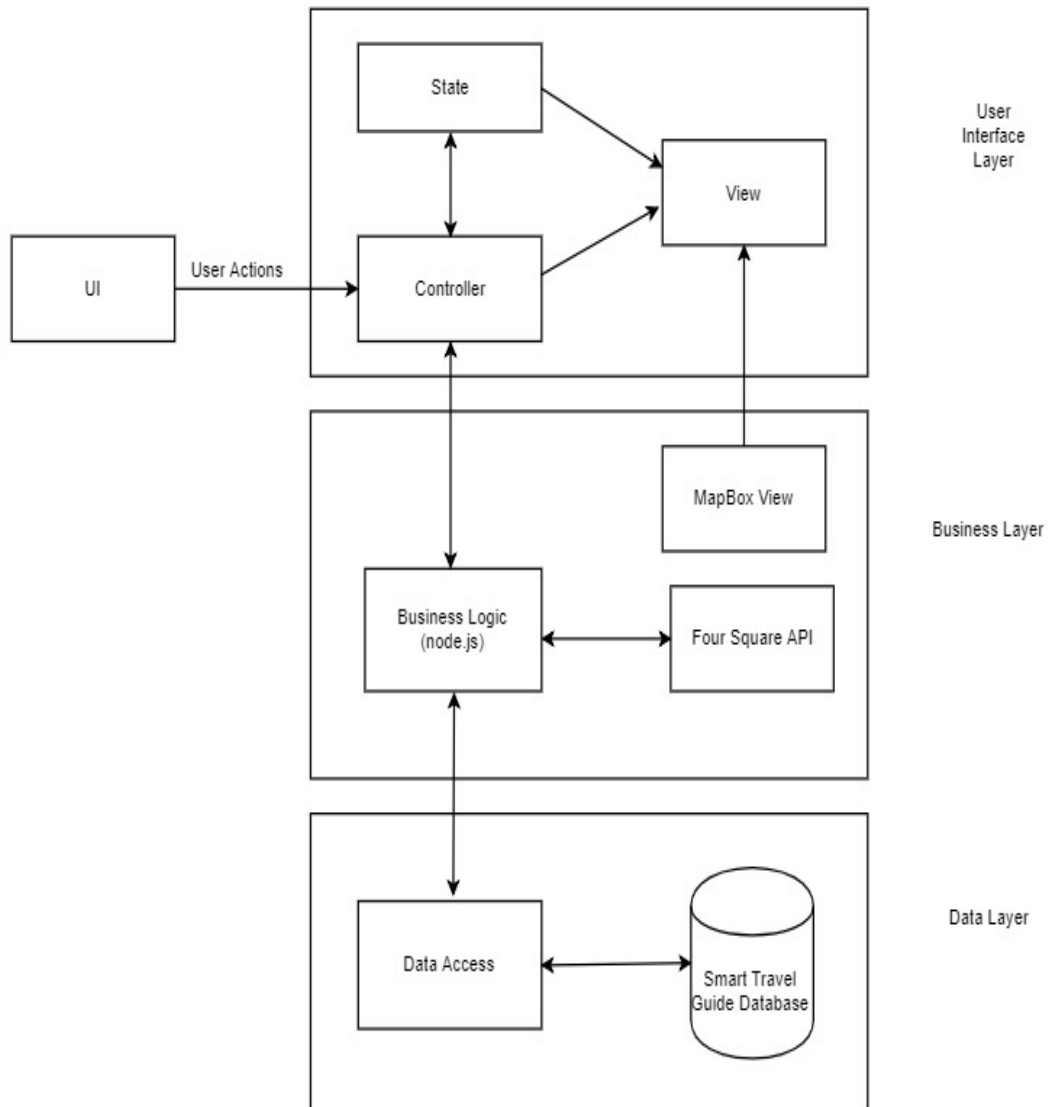 State
User
Interface
Layer
View
UI
User Actions
Controller
MapBox View
Business Layer
Business Logic
(node.js)
Four Square API
Data Layer
Data Access
Smart Travel
Guide Database